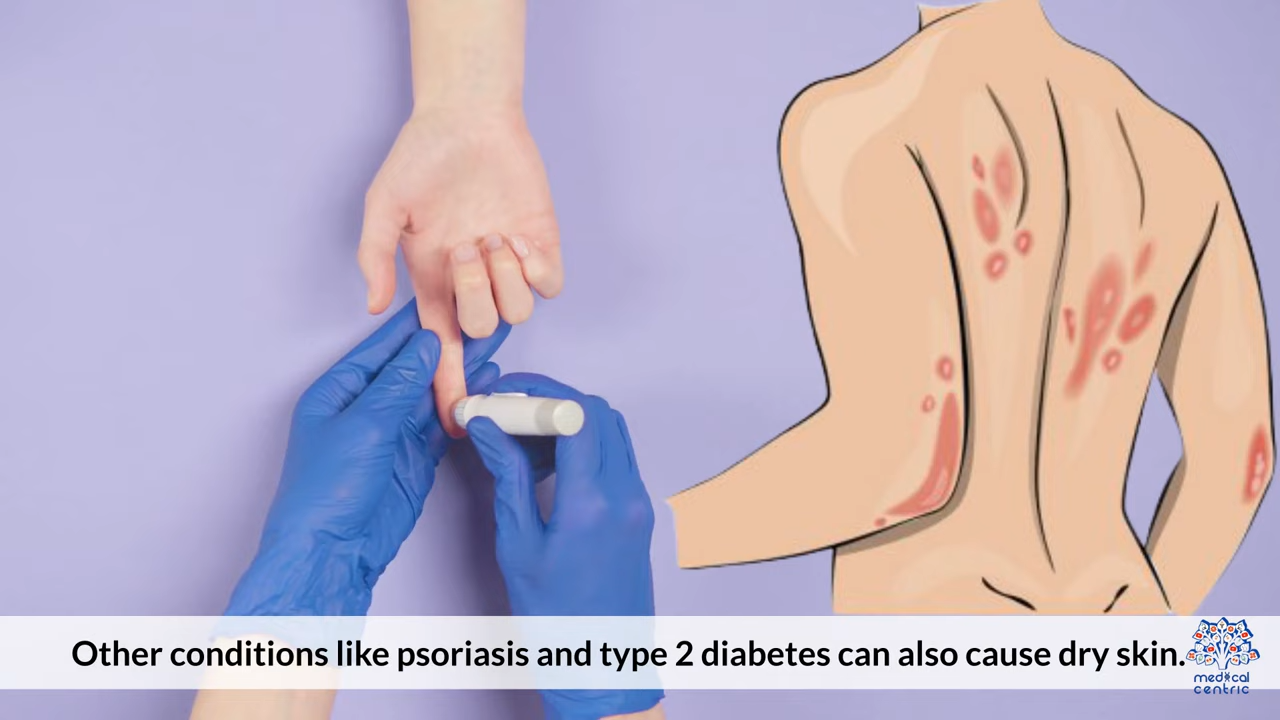 Other conditions like psoriasis and type 2 diabetes can also cause dry skin.
medical
centric